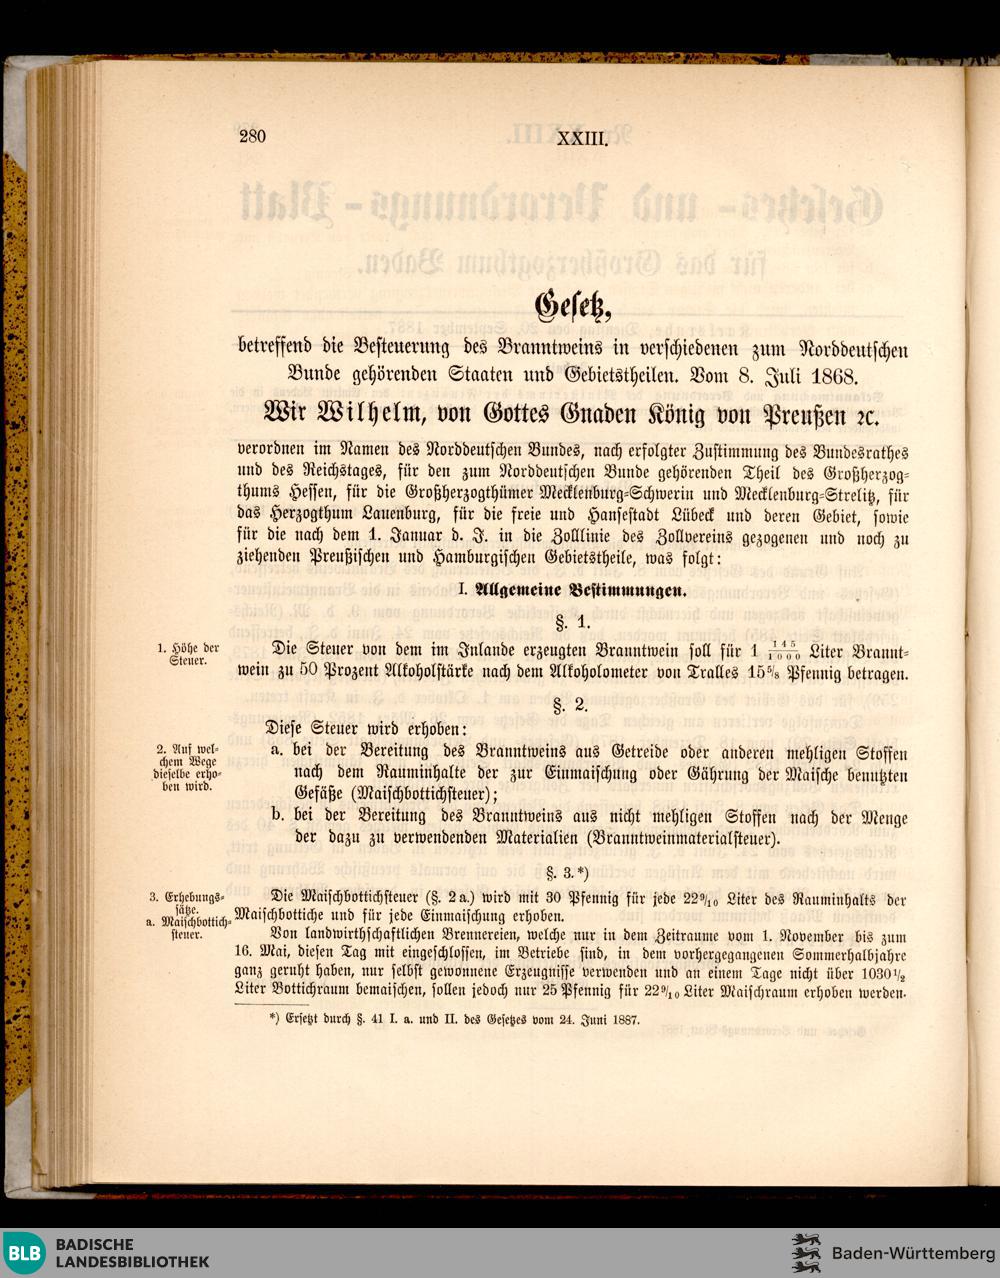 280
XXIII.
Gesetz,
betreffend die Besteuerung des Branntweins in verschiedenen zum Norddeutschen
Bunde gehörenden Staaten und Gebietstheilen. Vom 8. Juli 1868.
Wir Wilhelm, von Gottes Gnaden König von Preußen ꝛc.
verordnen im Namen des Norddeutschen Bundes, nach erfolgter Zustimmung des Bundesrathes
und des Reichstages, für den zum Norddeutschen Bunde gehörenden Theil des Großherzog-
thums Hessen, für die Großherzogthümer Mecklenburg-Schwerin und Mecklenburg-Strelitz, für
das Herzogthum Lauenburg, für die freie und Hansestadt Lübeck und deren Gebiet, sowie
für die nach dem 1. Januar d. J. in die Zolllinie des Zollvereins gezogenen und noch zu
ziehenden Preußischen und Hamburgischen Gebietstheile, was folgt:
I. Allgemeine Bestimmungen.
§. 1.
1. Höhe der
Steuer.
Die Steuer von dem im Inlande erzeugten Branntwein soll für 1 145/1000 Liter Brannt-
wein zu 50 Prozent Alkoholstärke nach dem Alkoholometer von Tralles 15 5/8 Pfennig betragen.
§. 2.
Diese Steuer wird erhoben:
2. Auf wel-
chem Wege
dieselbe erho-
ben wird.
a. bei der Bereitung des Branntweins aus Getreide oder anderen mehligen Stoffen
nach dem Rauminhalte der zur Einmaischung oder Gährung der Maische benutzten
Gefäße (Maischbottichsteuer);
b. bei der Bereitung des Branntweins aus nicht mehligen Stoffen nach der Menge
der dazu zu verwendenden Materialien (Branntweinmaterialsteuer).
§. 3.*)
3. Erhebungs-
sätze.
a. Maischbottich-
steuer.
Die Maischbottichsteuer (§. 2 a.) wird mit 30 Pfennig für jede 22 9/10 Liter des Rauminhalts der
Maischbottiche und für jede Einmaischung erhoben.
Von landwirthschaftlichen Brennereien, welche nur in dem Zeitraume vom 1. November bis zum
16. Mai, diesen Tag mit eingeschlossen, im Betriebe sind, in dem vorhergegangenen Sommerhalbjahre
ganz geruht haben, nur selbst gewonnene Erzeugnisse verwenden und an einem Tage nicht über 1030 1/2
Liter Bottichraum bemaischen, sollen jedoch nur 25 Pfennig für 22 9/10 Liter Maischraum erhoben werden.
*) Ersetzt durch §. 41 I. a. und II. des Gesetzes vom 24. Juni 1887.
BLB
BADISCHE
LANDESBIBLIOTHEK
Baden-Württemberg